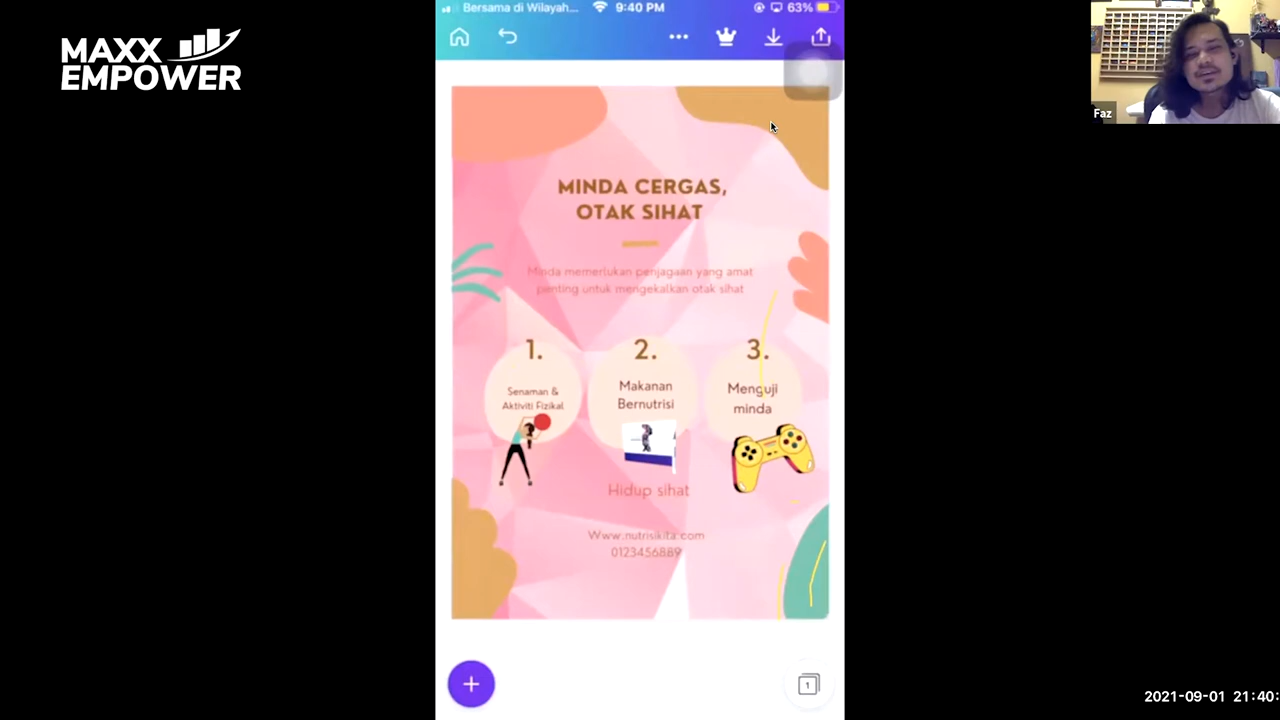 MAXX
EMPOWER
Bersama di Wilayah...
9:40 PM
63%
Faz
MINDA CERGAS,
OTAK SIHAT
Minda memerlukan penjagaan yang amat
penting untuk mengekalkan otak sihat
1.
2.
3.
Senaman &
Aktiviti Fizikal
Makanan
Bernutrisi
Menguji
minda
Hidup sihat
Www.nutrisikita.com
0123456889
1
2021-09-01 21:40: